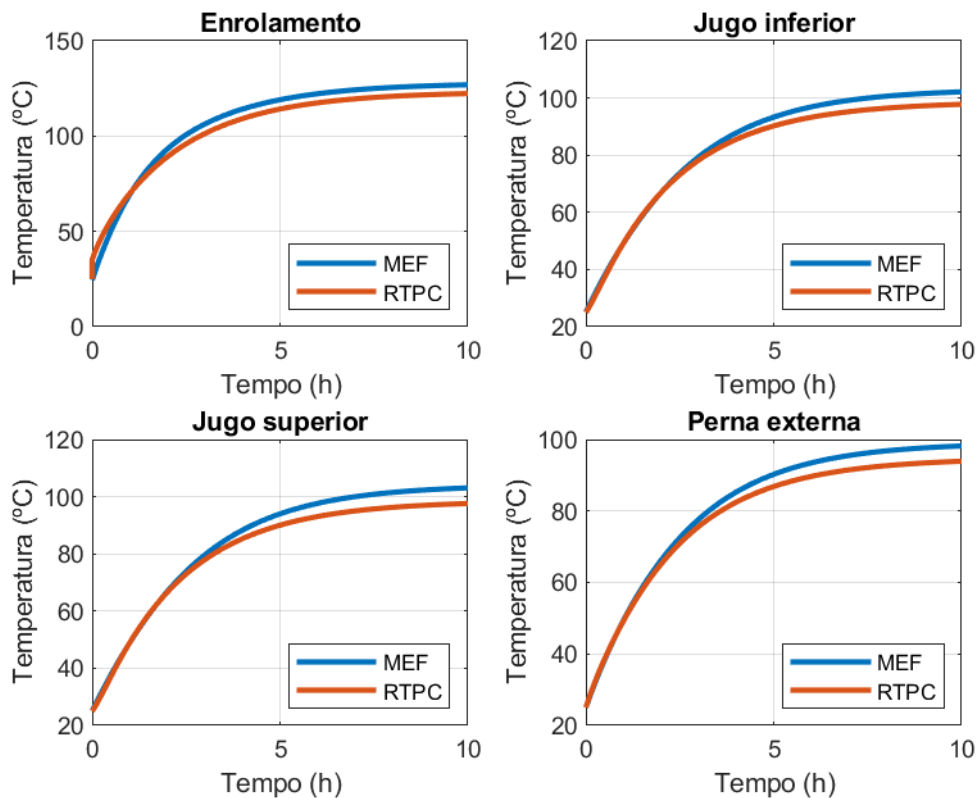 Enrolamento
150
100
50
0
Temperatura (ºC)
MEF
RTPC
0
5
10
Tempo (h)
Jugo inferior
120
100
80
60
40
20
Temperatura (ºC)
MEF
RTPC
0
5
10
Tempo (h)
Jugo superior
120
100
80
60
40
20
Temperatura (ºC)
MEF
RTPC
0
5
10
Tempo (h)
Perna externa
100
80
60
40
20
Temperatura (ºC)
MEF
RTPC
0
5
10
Tempo (h)